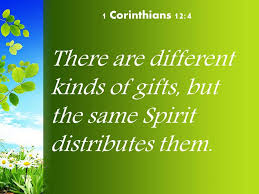 1 Corinthians 12:4
There are different
kinds of gifts, but
the same Spirit
distributes them.